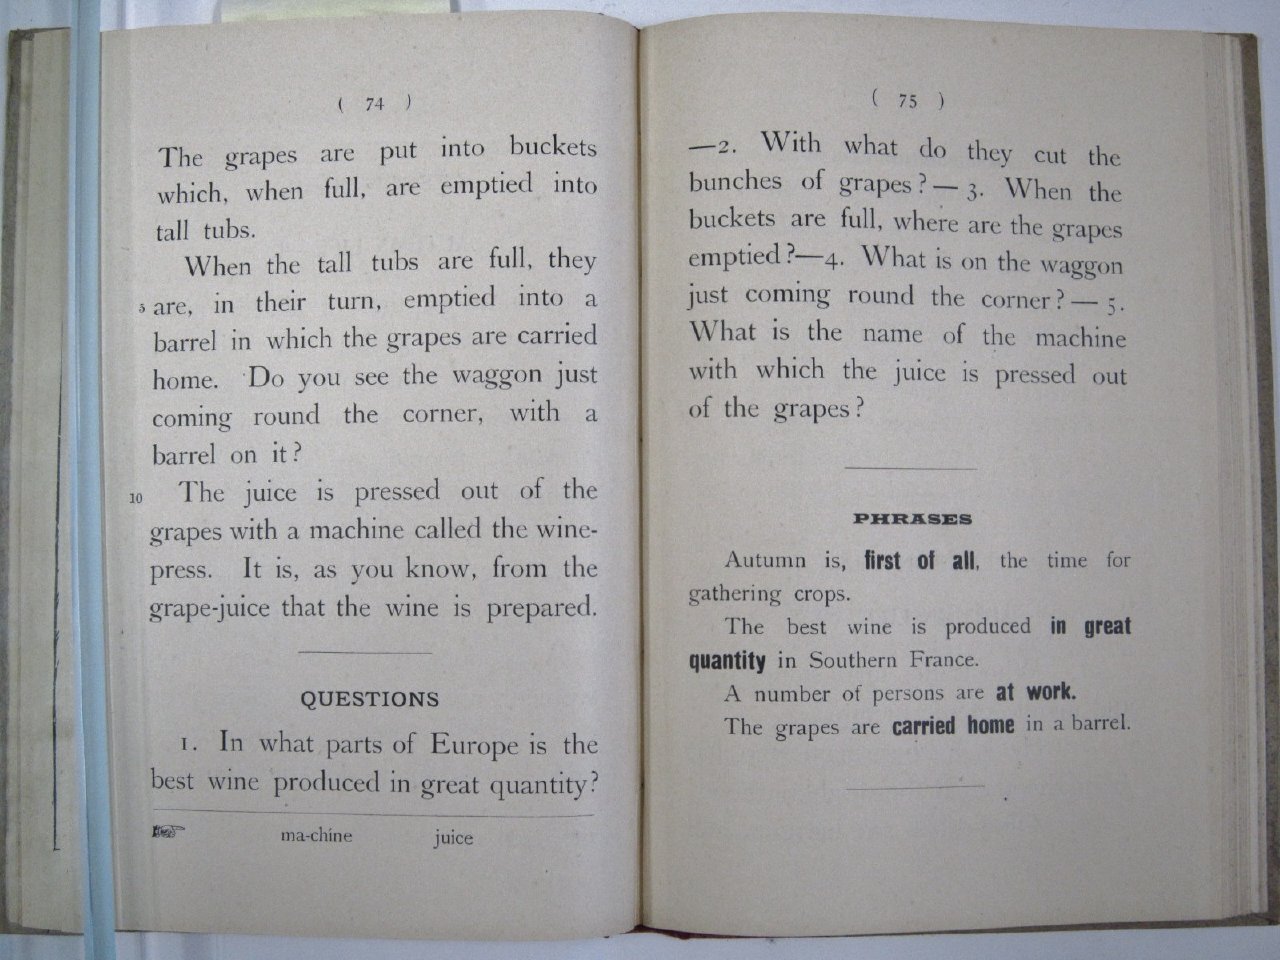 ( 74 )
The grapes are put into buckets
which, when full, are emptied into
tall tubs.
When the tall tubs are full, they
5 are, in their turn, emptied into a
barrel in which the grapes are carried
home. Do you see the waggon just
coming round the corner, with a
barrel on it?
10 The juice is pressed out of the
grapes with a machine called the wine-
press. It is, as you know, from the
grape-juice that the wine is prepared.
QUESTIONS
1. In what parts of Europe is the
best wine produced in great quantity?
ma-chíne juice
( 75 )
—2. With what do they cut the
bunches of grapes?— 3. When the
buckets are full, where are the grapes
emptied?—4. What is on the waggon
just coming round the corner?— 5.
What is the name of the machine
with which the juice is pressed out
of the grapes?
PHRASES
Autumn is, first of all, the time for
gathering crops.
The best wine is produced in great
quantity in Southern France.
A number of persons are at work.
The grapes are carried home in a barrel.